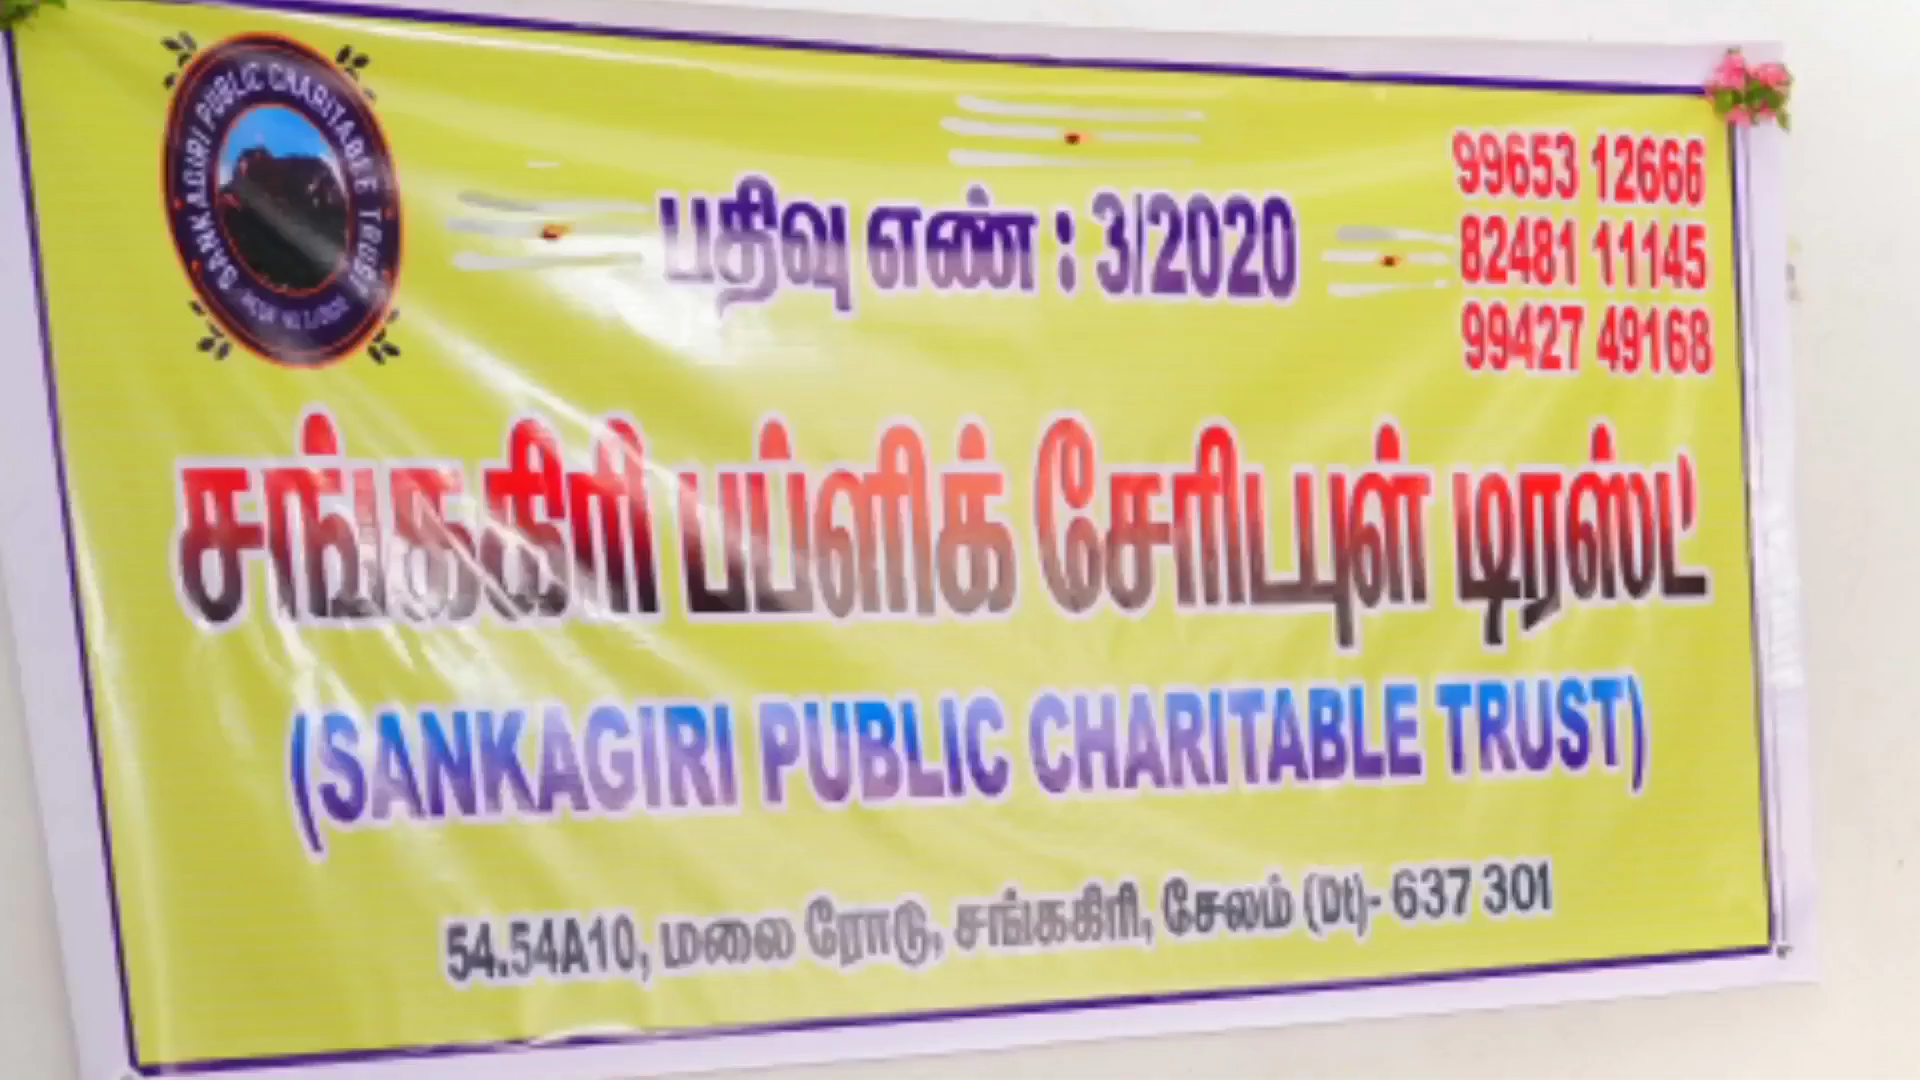 SANKAGIRI PUBLIC CHARITABLE TRUST
பதிவு எண் : 3/2020
99653 12666
82481 11145
99427 49168
சங்ககிரி பப்ளிக் சேரிடபுள் டிரஸ்ட்
(SANKAGIRI PUBLIC CHARITABLE TRUST)
54.54A10, மலை ரோடு, சங்ககிரி, சேலம் (Dt)- 637 301